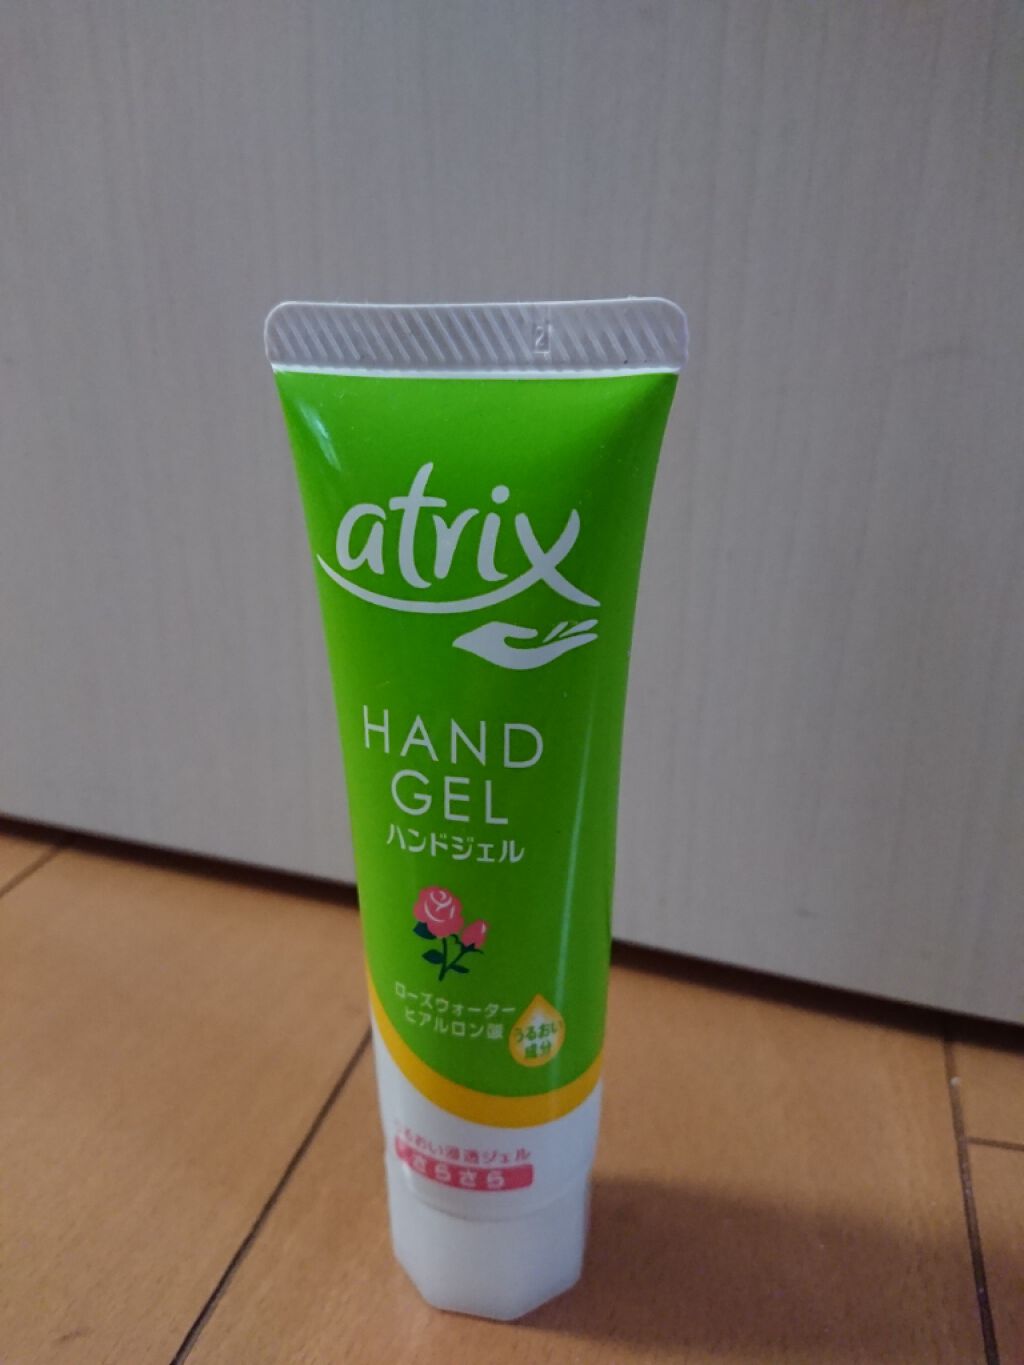 2
atrix
HAND
GEL
ハンドジェル
ローズウォーター
ヒアルロン酸
うるおい
成分
うるおい浸透ジェル
さらさら